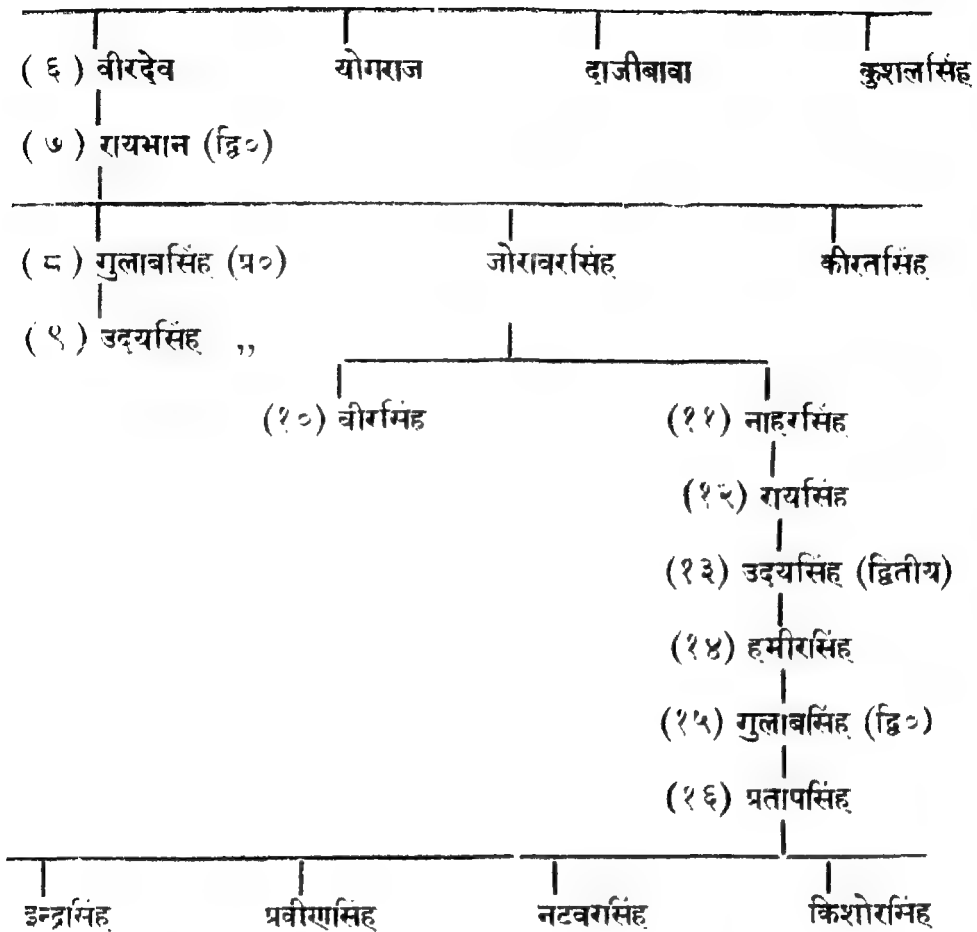 ( ६ ) वीरदेव योगराज दाजीबावा कुशलसिंह
( ७ ) रायभान (द्वि०)
( ८ ) गुलाबसिंह (प्र०) जोरावरसिंह कीरतसिंह
( ९ ) उदयसिंह ,,
(१०) वीरसिंह (११) नाहरसिंह
(१२) रायसिंह
(१३) उदयसिंह (द्वितीय)
(१४) हमीरसिंह
(१५) गुलाबसिंह (द्वि०)
(१६) प्रतापसिंह
इन्द्रसिंह प्रवीणसिंह नटवरसिंह किशोरसिंह